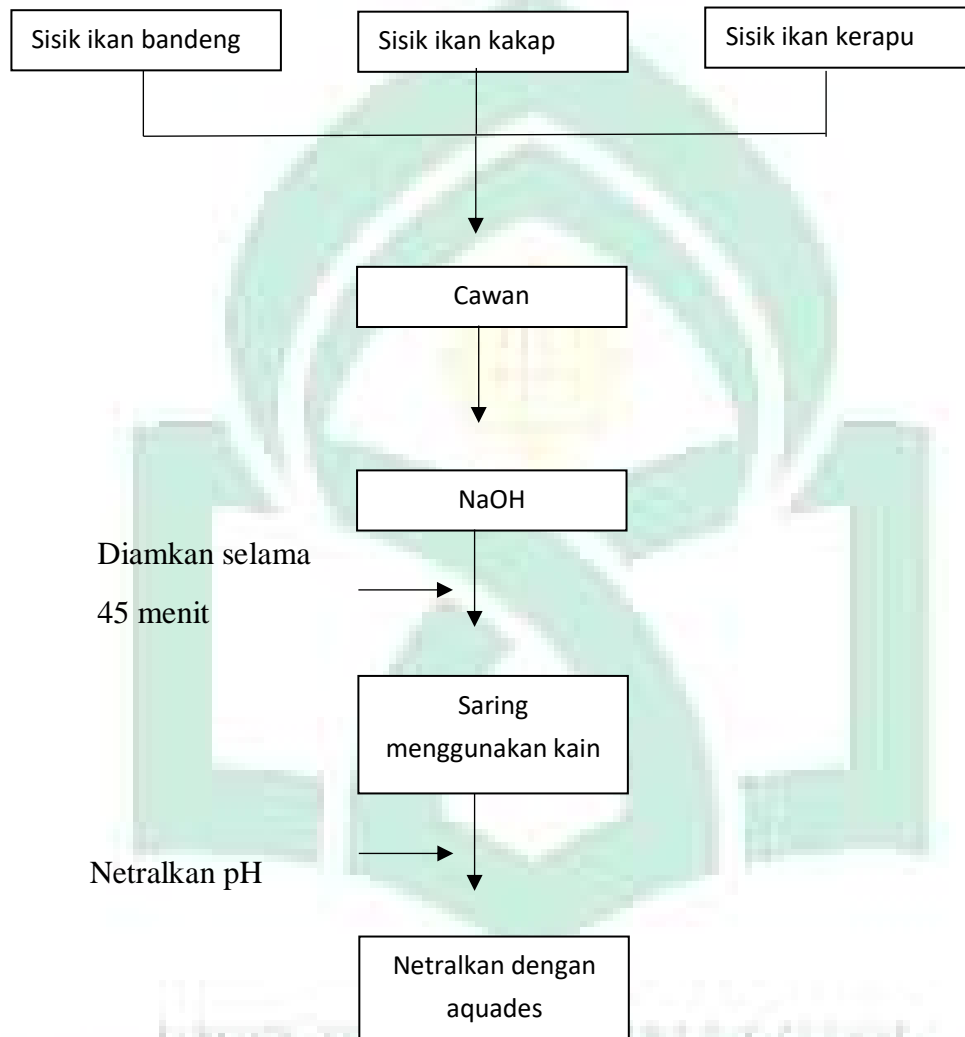 Sisik ikan bandeng
Sisik ikan kakap
Sisik ikan kerapu
Cawan
NaOH
Diamkan selama
45 menit
Saring
menggunakan kain
Netralkan pH
Netralkan dengan
aquades